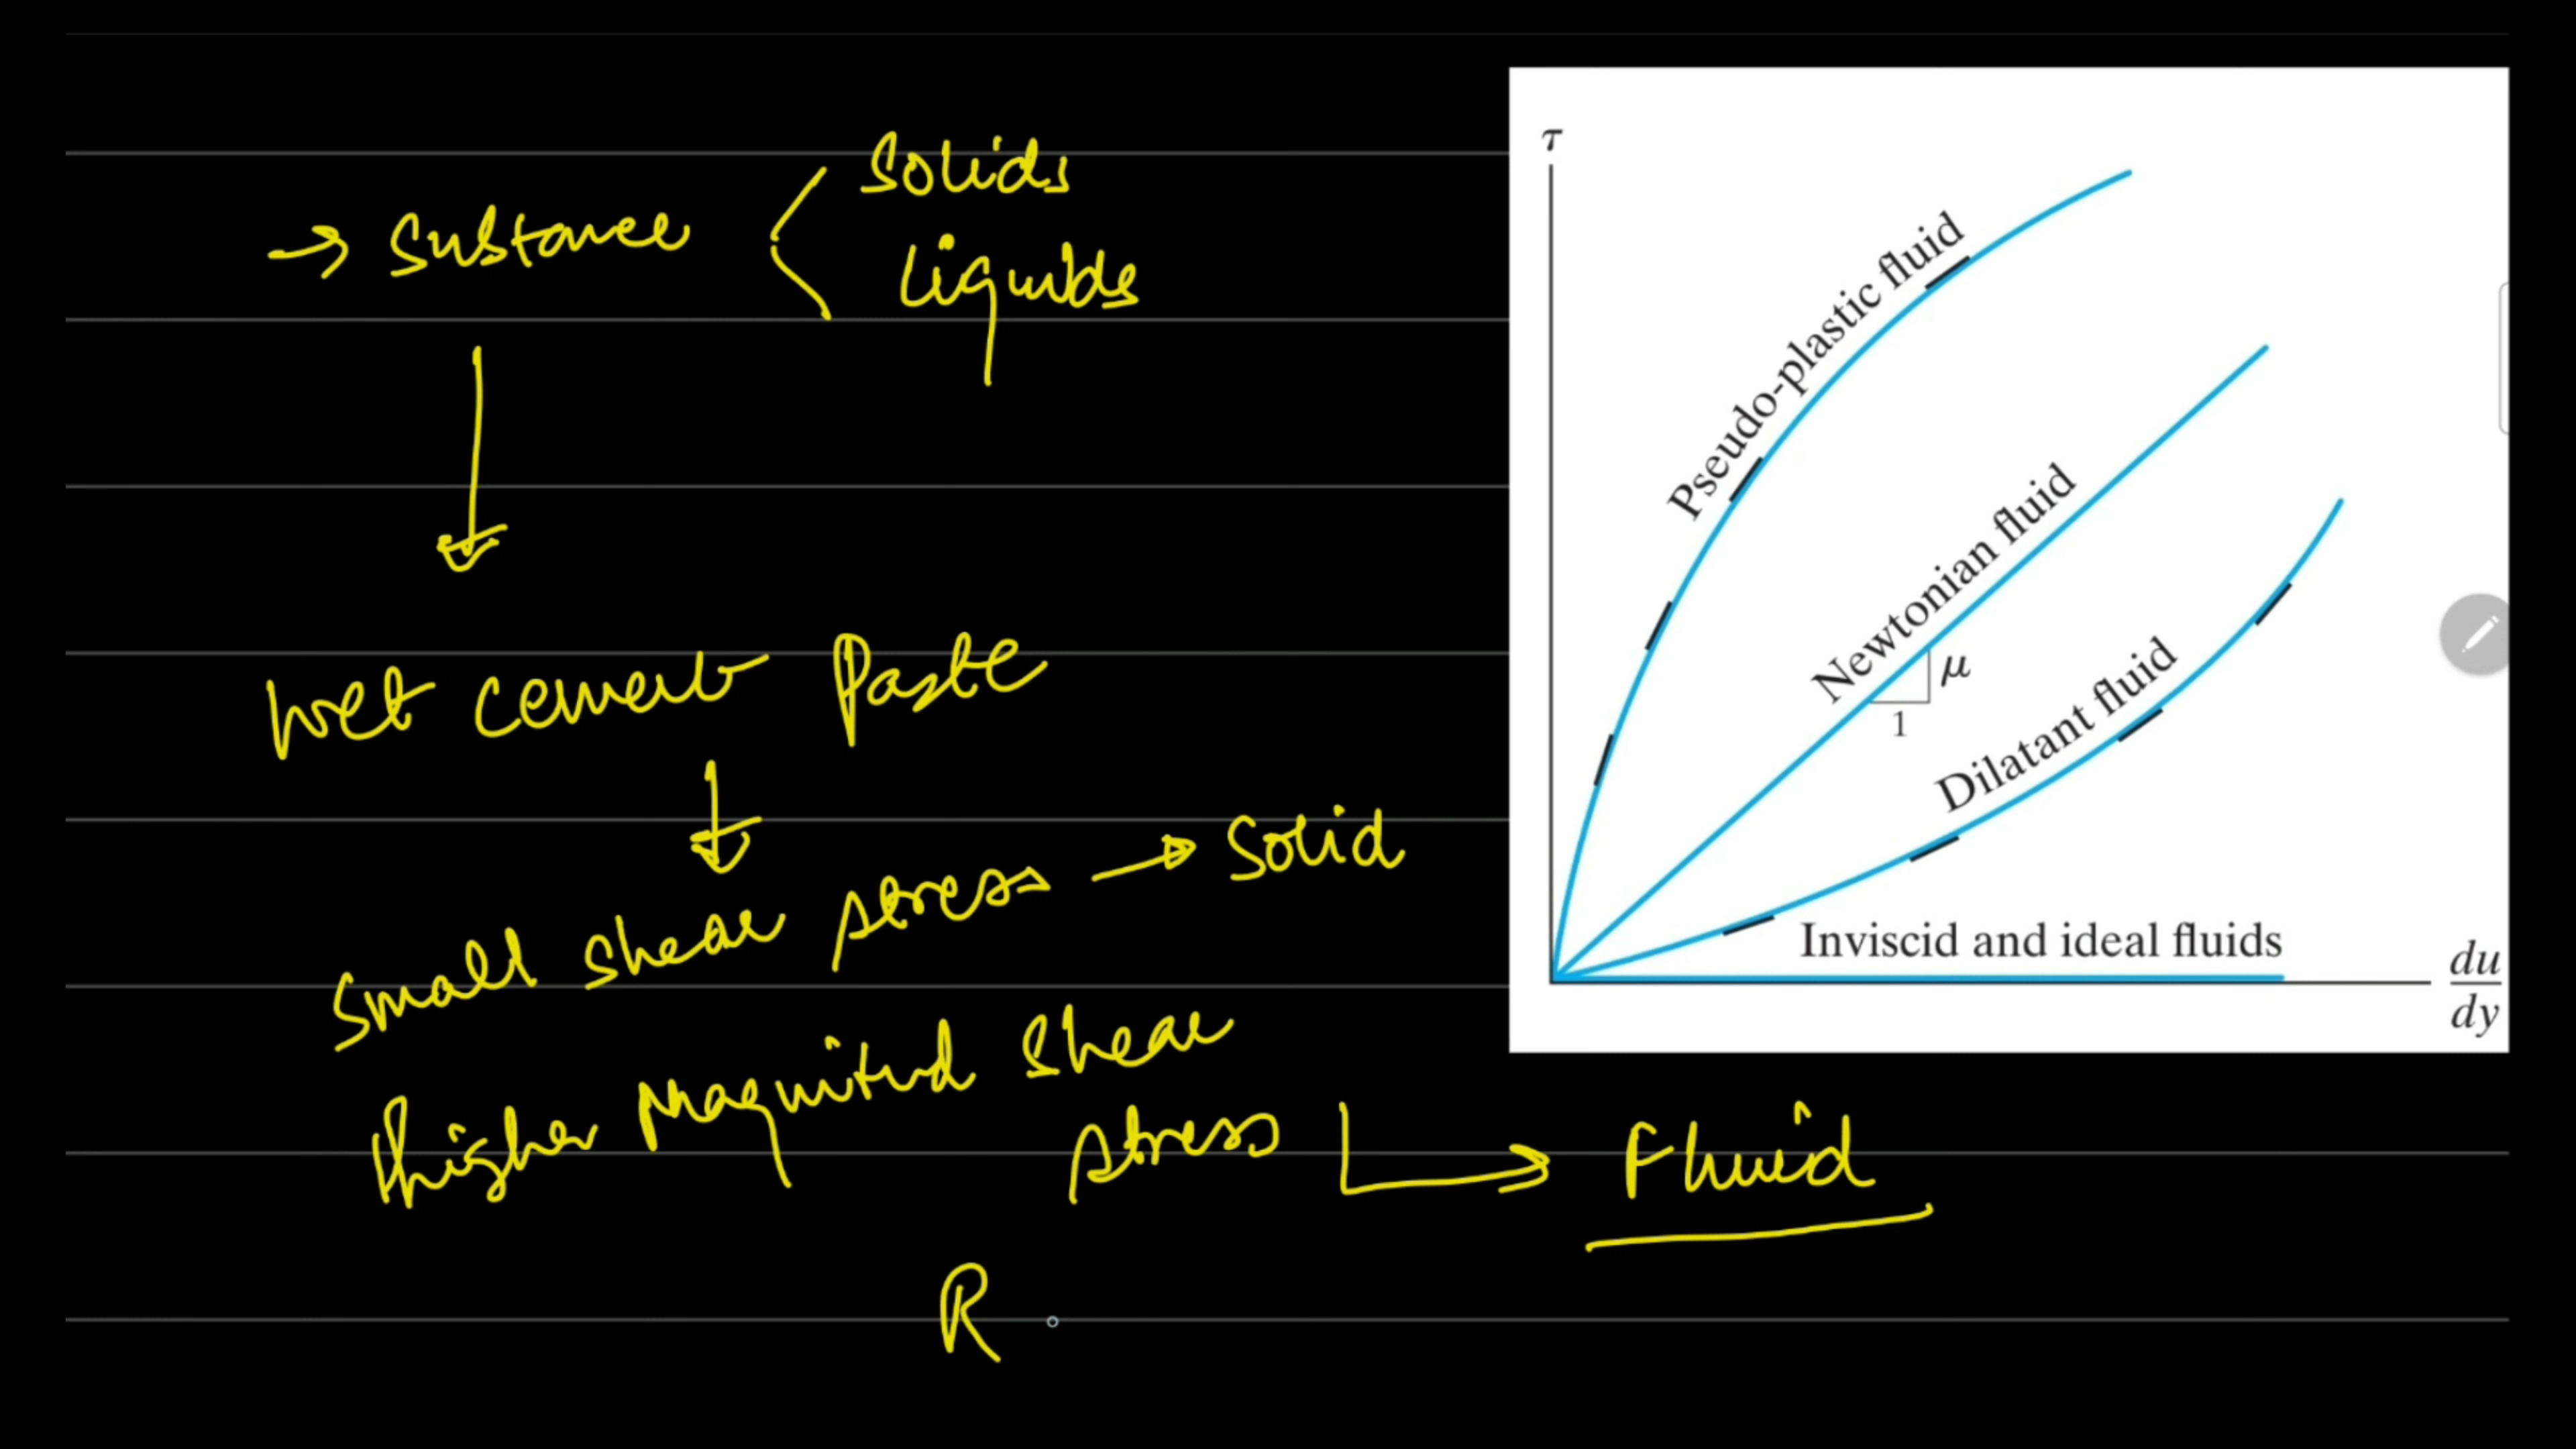 solids
→ Substance
liquids
wet cement Paste
small shear stress → Solid
higher Magnitud shear
stress → Fluid
R
τ
Pseudo-plastic fluid
Newtonian fluid
μ
1
Dilatant fluid
Inviscid and ideal fluids
du
dy